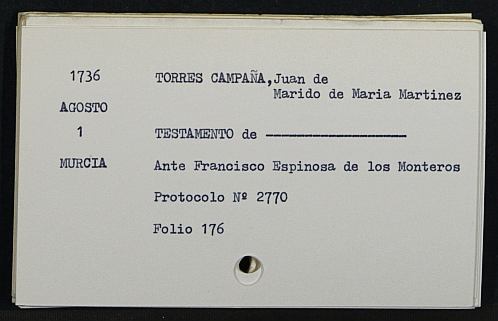 1736 TORRES CAMPAÑA, Juan de
Marido de Maria Martinez
AGOSTO
1 TESTAMENTO de --------------------
MURCIA Ante Francisco Espinosa de los Monteros
Protocolo Nº 2770
Folio 176